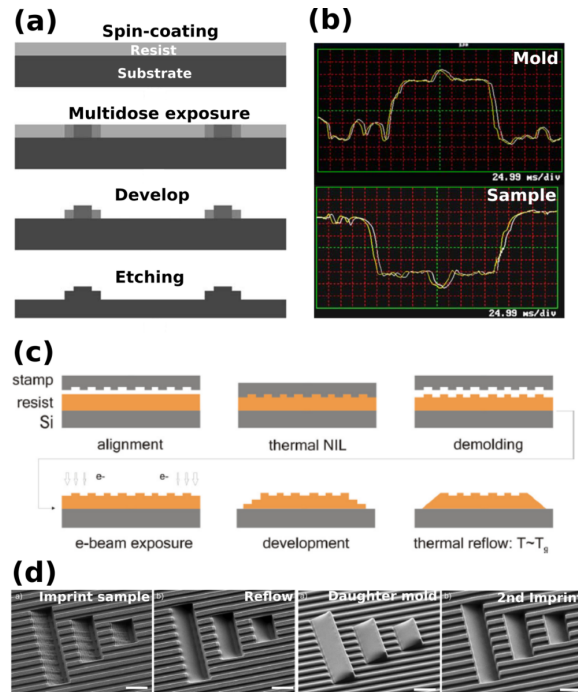 (a)
Spin-coating
Resist
Substrate
Multidose exposure
Develop
Etching
(b)
Mold
24.99 ms/div
Sample
24.99 ms/div
(c)
stamp
resist
Si
alignment
thermal NIL
demolding
e- e-
e-beam exposure
development
thermal reflow: T~Tg
(d)
a) Imprint sample
b) Reflow
a) Daughter mold
b) 2nd Imprint